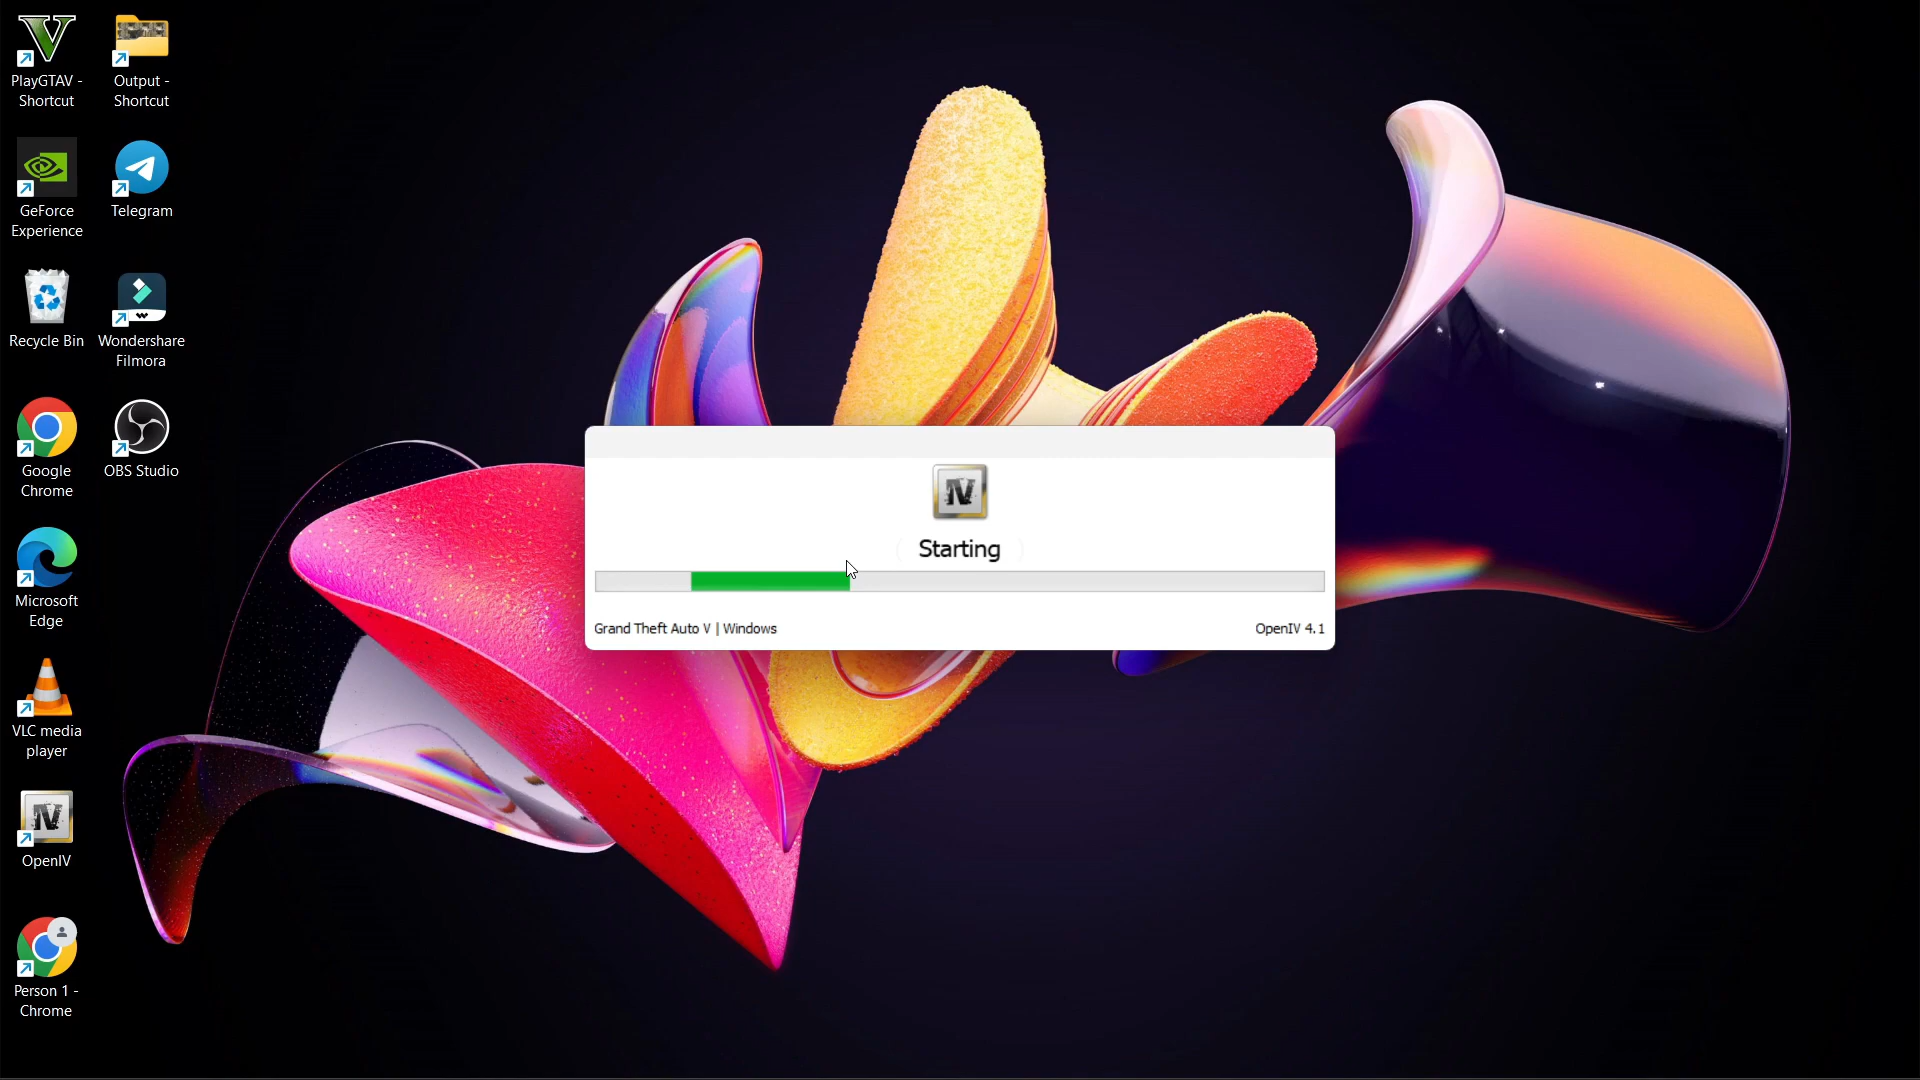 PlayGTAV -
Shortcut
Output -
Shortcut
GeForce
Experience
Telegram
Recycle Bin
Wondershare
Filmora
Google
Chrome
OBS Studio
Microsoft
Edge
VLC media
player
OpenIV
Person 1 -
Chrome
IV
Starting
Grand Theft Auto V | Windows
OpenIV 4.1